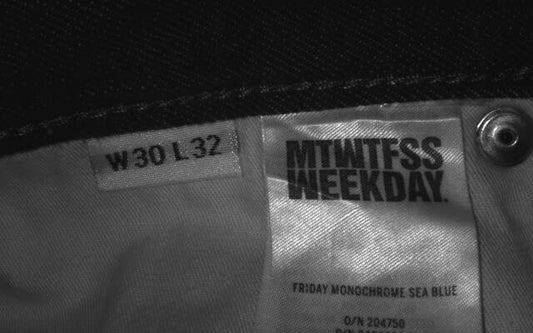 W 30 L 32
MTWTFSS
WEEKDAY.
FRIDAY MONOCHROME SEA BLUE
O/N 204750